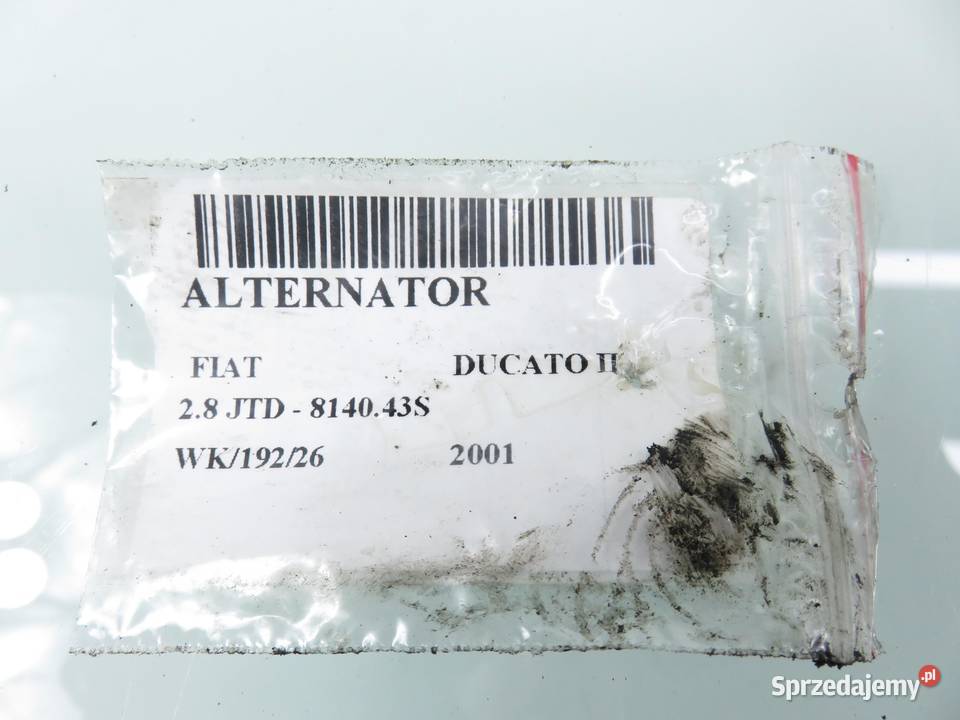 ALTERNATOR
FIAT DUCATO II
2.8 JTD - 8140.43S
WK/192/26 2001
Sprzedajemy.pl